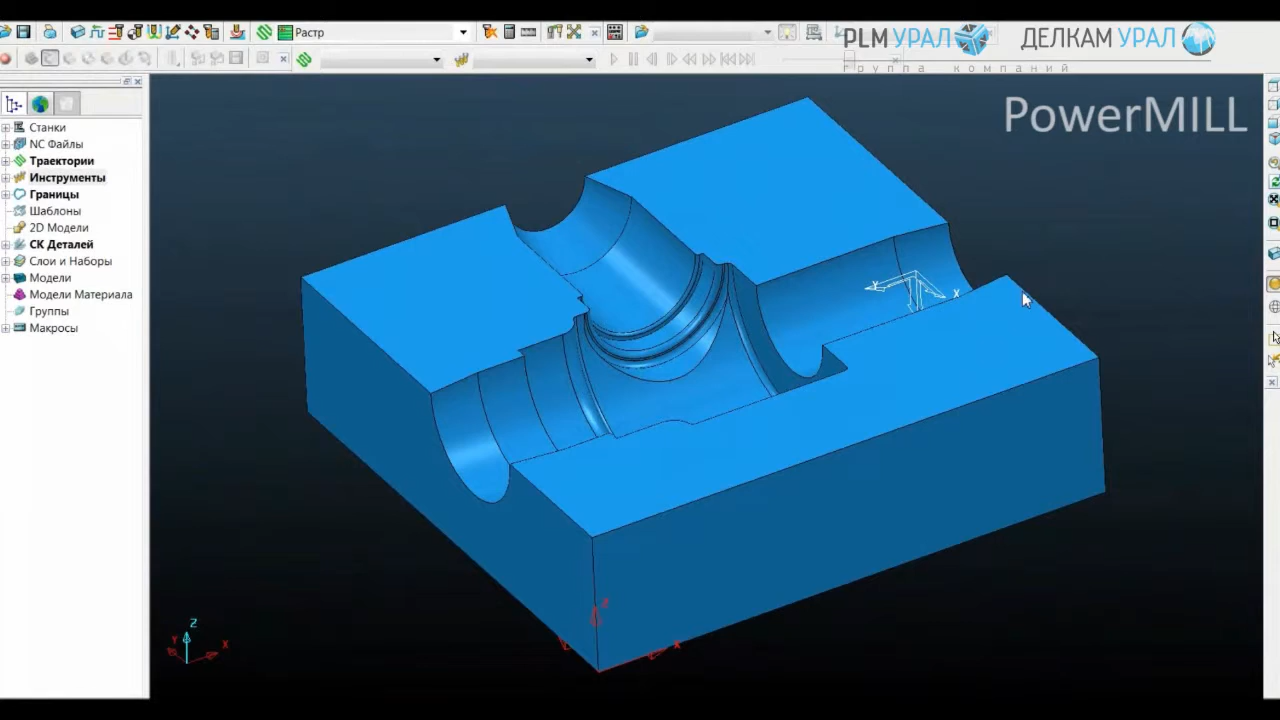 Растр
PLM УРАЛ
ДЕЛКАМ УРАЛ
группа компаний
PowerMILL
Станки
NC Файлы
Траектории
Инструменты
Границы
Шаблоны
2D Модели
СК Деталей
Слои и Наборы
Модели
Модели Материала
Группы
Макросы
Y
X
Z
X
Z
Y
X